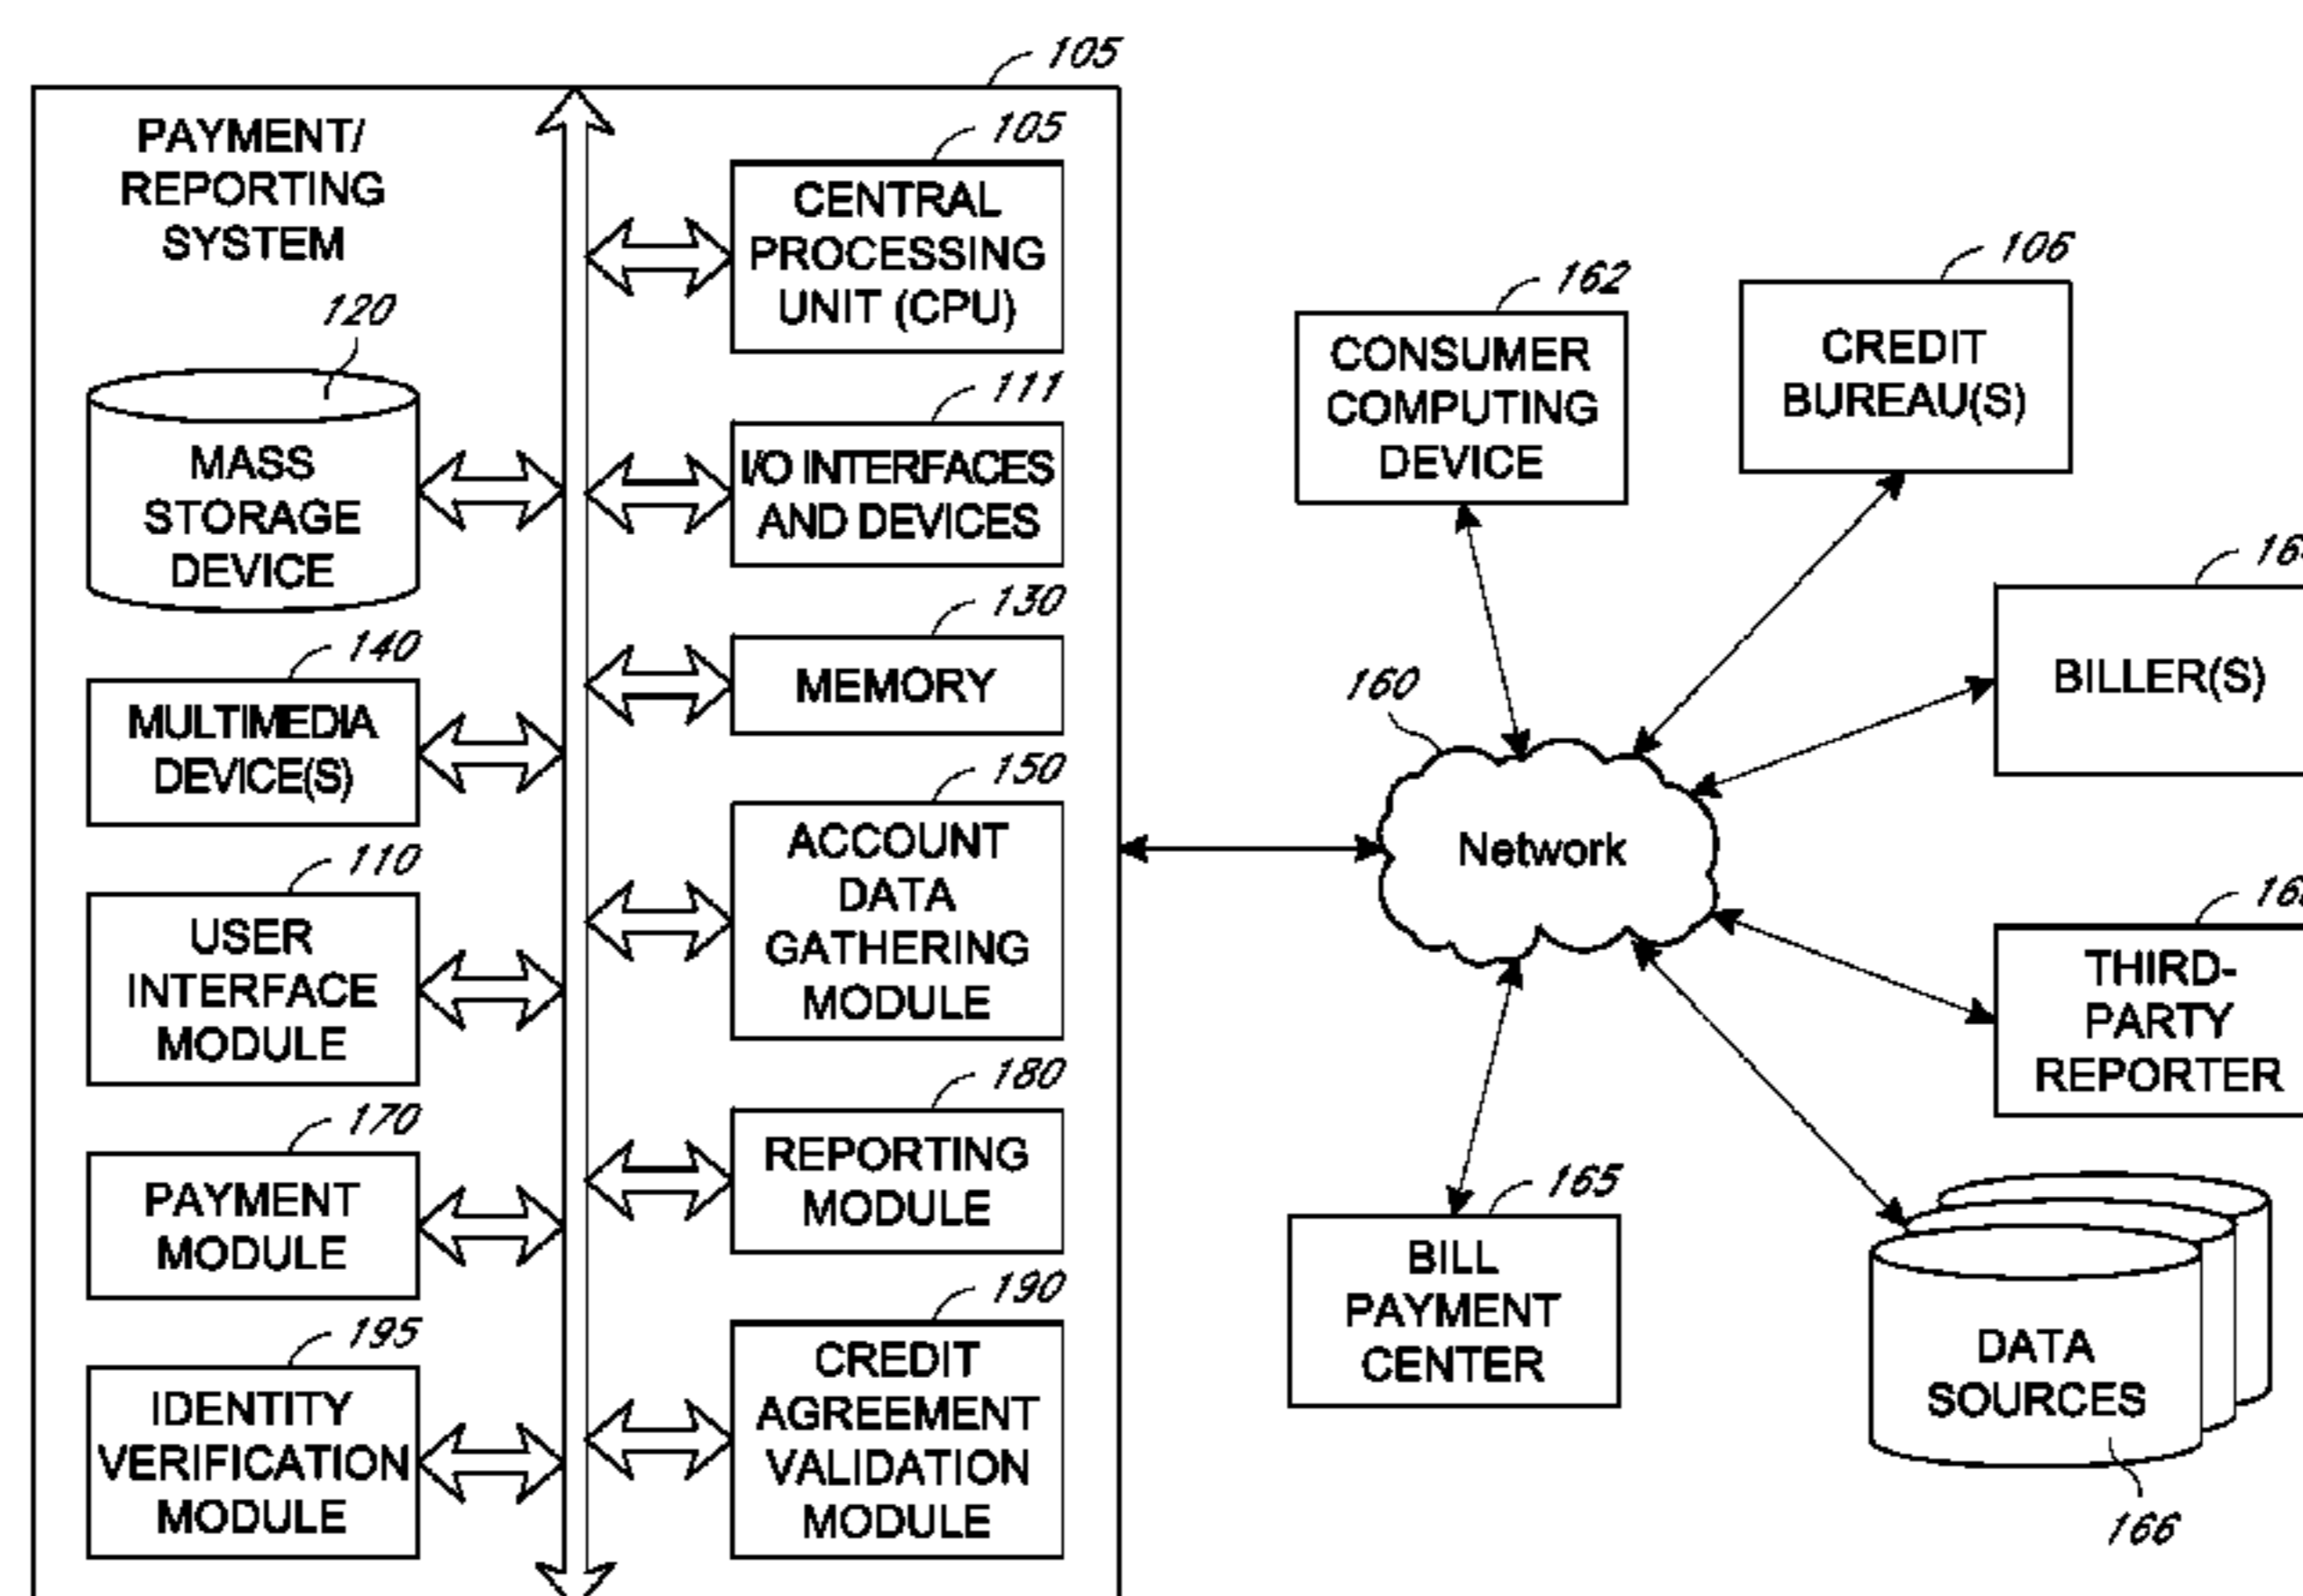 105
PAYMENT/
REPORTING
SYSTEM
105
CENTRAL
PROCESSING
UNIT (CPU)
120
MASS
STORAGE
DEVICE
111
I/O INTERFACES
AND DEVICES
130
MEMORY
140
MULTIMEDIA
DEVICE(S)
150
ACCOUNT
DATA
GATHERING
MODULE
110
USER
INTERFACE
MODULE
180
REPORTING
MODULE
170
PAYMENT
MODULE
190
CREDIT
AGREEMENT
VALIDATION
MODULE
195
IDENTITY
VERIFICATION
MODULE
162
CONSUMER
COMPUTING
DEVICE
106
CREDIT
BUREAU(S)
BILLER(S)
160
Network
THIRD-
PARTY
REPORTER
165
BILL
PAYMENT
CENTER
DATA
SOURCES
166